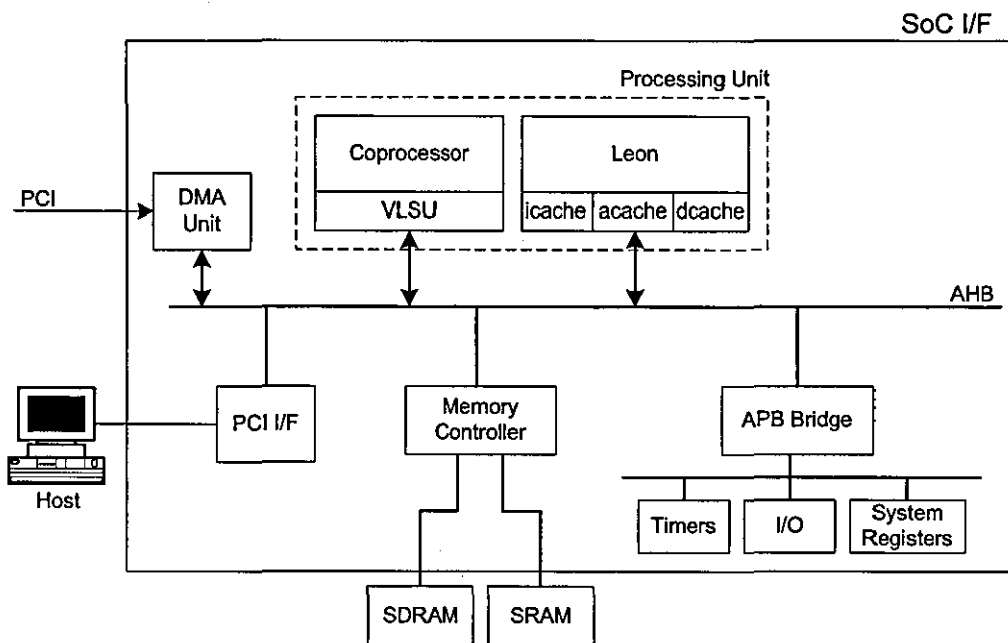 SoC I/F
Processing Unit
Coprocessor
VLSU
Leon
icache
acache
dcache
PCI
DMA
Unit
AHB
PCI I/F
Memory
Controller
APB Bridge
Host
Timers
I/O
System
Registers
SDRAM
SRAM